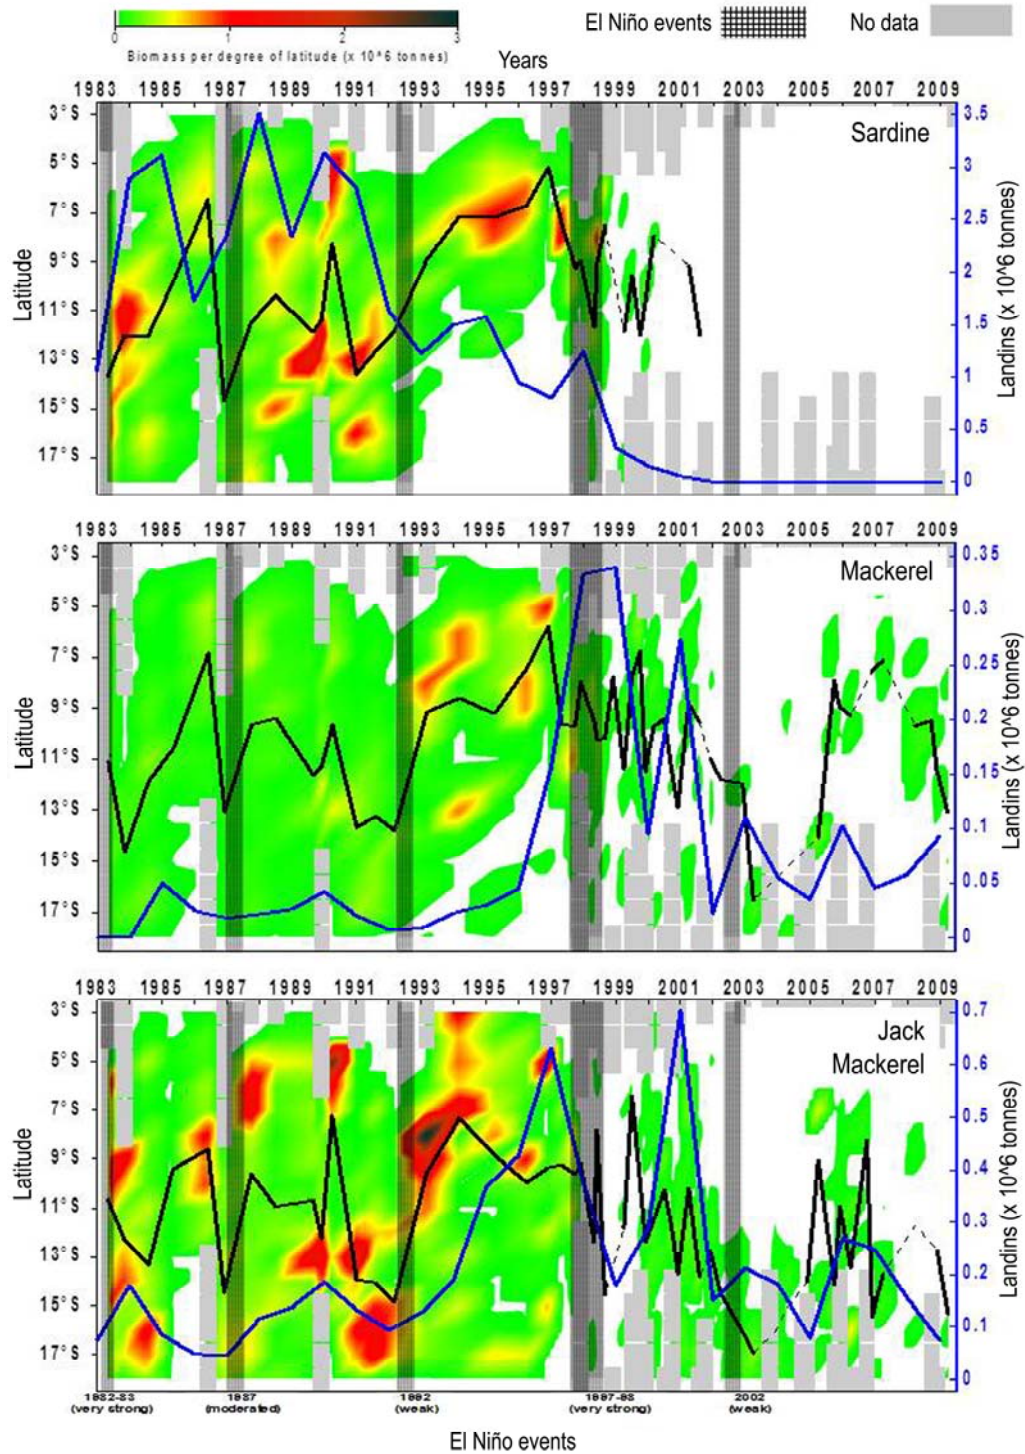 El Niño events No data
0 1 2 3
Biomass per degree of latitude (x 10^6 tonnes)
Years
1983 1985 1987 1989 1991 1993 1995 1997 1999 2001 2003 2005 2007 2009
Sardine
3°S
5°S
7°S
9°S
11°S
13°S
15°S
17°S
Latitude
3.5
3
2.5
2
1.5
1
0.5
0
Landins (x 10^6 tonnes)
1983 1985 1987 1989 1991 1993 1995 1997 1999 2001 2003 2005 2007 2009
Mackerel
3°S
5°S
7°S
9°S
11°S
13°S
15°S
17°S
Latitude
0.35
0.3
0.25
0.2
0.15
0.1
0.05
0
Landins (x 10^6 tonnes)
1983 1985 1987 1989 1991 1993 1995 1997 1999 2001 2003 2005 2007 2009
Jack
Mackerel
3°S
5°S
7°S
9°S
11°S
13°S
15°S
17°S
Latitude
0.7
0.6
0.5
0.4
0.3
0.2
0.1
0
Landins (x 10^6 tonnes)
1982-83 1987 1992 1997-98 2002
(very strong) (moderated) (weak) (very strong) (weak)
El Niño events